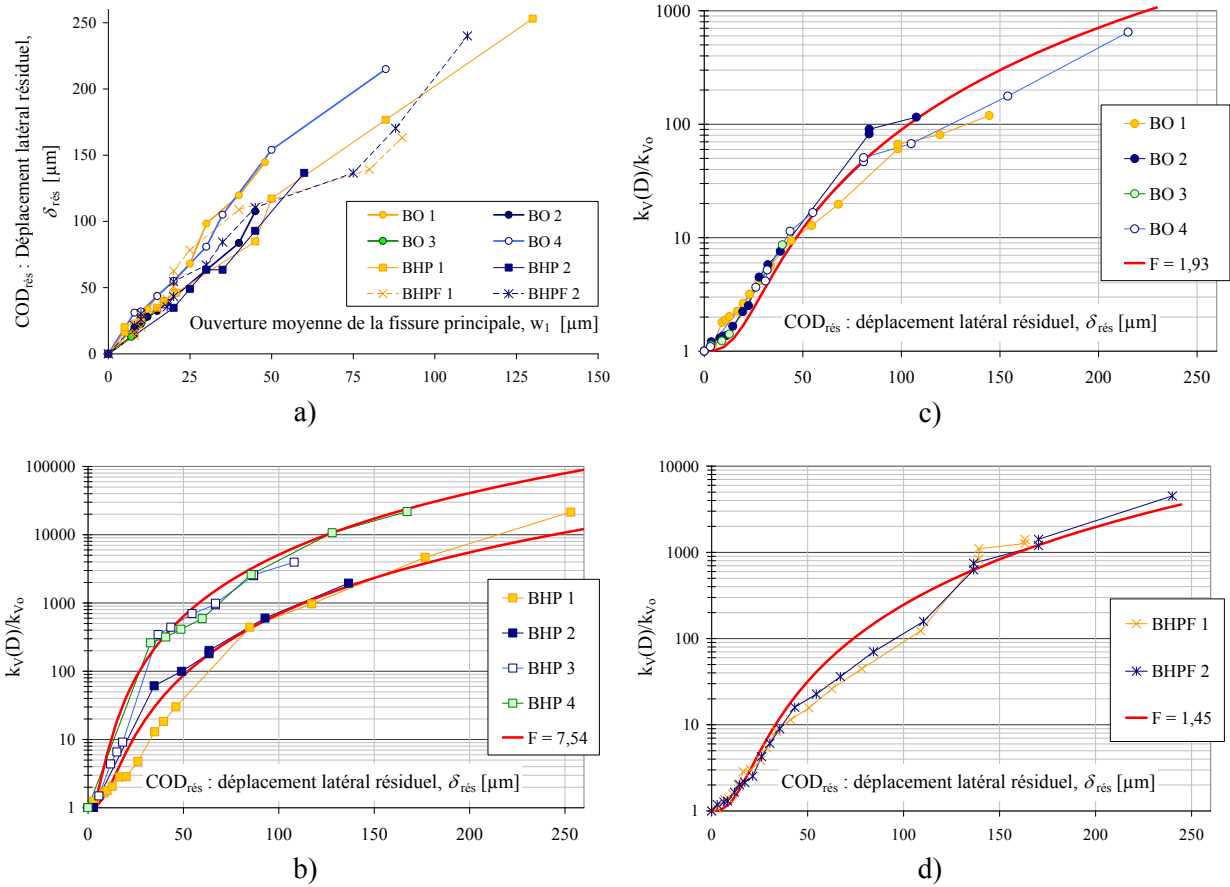 COD_rés : Déplacement latéral résiduel,
δ_rés [µm]
250
200
150
100
50
0
0 25 50 75 100 125 150
BO 1 BO 2
BO 3 BO 4
BHP 1 BHP 2
BHPF 1 BHPF 2
Ouverture moyenne de la fissure principale, w₁ [µm]
a)
k_V(D)/k_Vo
1000
100
10
1
0 50 100 150 200 250
BO 1
BO 2
BO 3
BO 4
F = 1,93
COD_rés : déplacement latéral résiduel, δ_rés [µm]
c)
k_V(D)/k_Vo
100000
10000
1000
100
10
1
0 50 100 150 200 250
BHP 1
BHP 2
BHP 3
BHP 4
F = 7,54
COD_rés : déplacement latéral résiduel, δ_rés [µm]
b)
k_V(D)/k_Vo
10000
1000
100
10
1
0 50 100 150 200 250
BHPF 1
BHPF 2
F = 1,45
COD_rés : déplacement latéral résiduel, δ_rés [µm]
d)